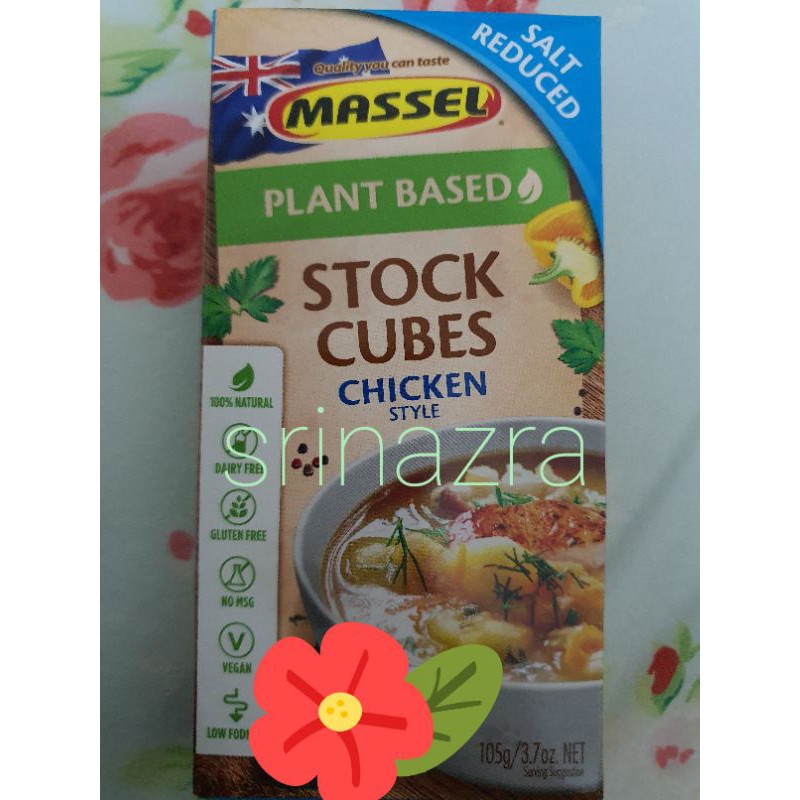 SALT
REDUCED
Quality you can taste
MASSEL
PLANT BASED
STOCK
CUBES
CHICKEN
STYLE
100% NATURAL
srinazra
DAIRY FREE
GLUTEN FREE
NO MSG
VEGAN
LOW
105g/3.7oz. NET
Serving Suggestion